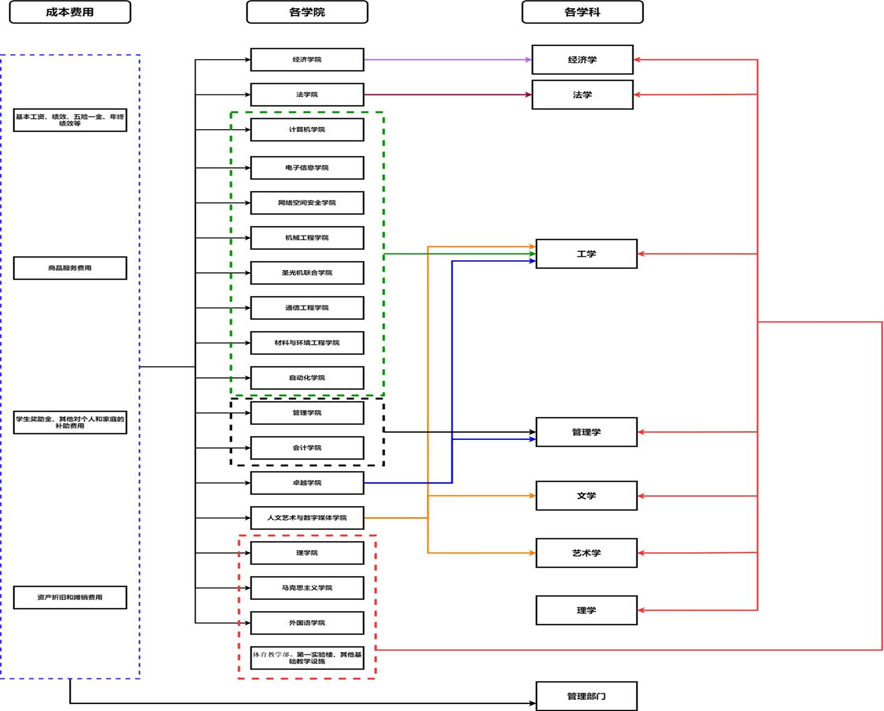 成本费用
各学院
各学科
基本工资、绩效、五险一金、年终
绩效等
商品服务费用
学生奖助金、其他对个人和家庭的
补助费用
资产折旧和摊销费用
经济学院
法学院
计算机学院
电子信息学院
网络空间安全学院
机械工程学院
圣光机联合学院
通信工程学院
材料与环境工程学院
自动化学院
管理学院
会计学院
卓越学院
人文艺术与数字媒体学院
理学院
马克思主义学院
外国语学院
体育教学部、第一实验楼、其他基
础教学设施
经济学
法学
工学
管理学
文学
艺术学
理学
管理部门